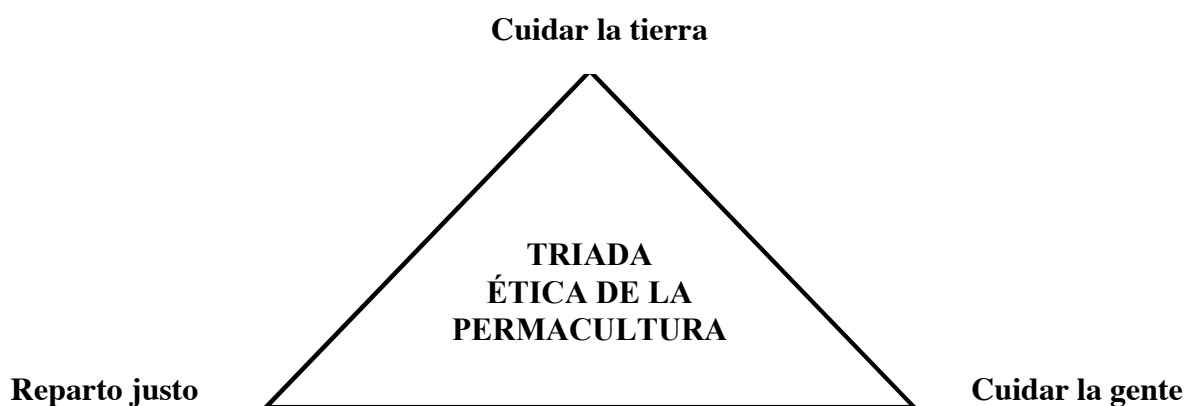 Cuidar la tierra
TRIADA
ÉTICA DE LA
PERMACULTURA
Reparto justo
Cuidar la gente